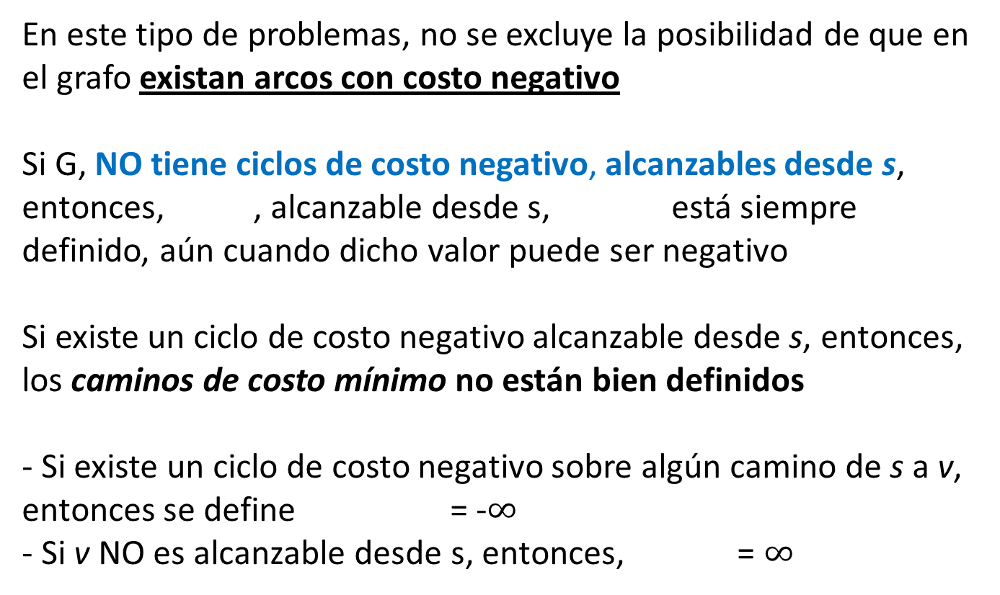 En este tipo de problemas, no se excluye la posibilidad de que en
el grafo existan arcos con costo negativo
Si G, NO tiene ciclos de costo negativo, alcanzables desde s,
entonces, , alcanzable desde s, está siempre
definido, aún cuando dicho valor puede ser negativo
Si existe un ciclo de costo negativo alcanzable desde s, entonces,
los caminos de costo mínimo no están bien definidos
- Si existe un ciclo de costo negativo sobre algún camino de s a v,
entonces se define = -∞
- Si v NO es alcanzable desde s, entonces, = ∞